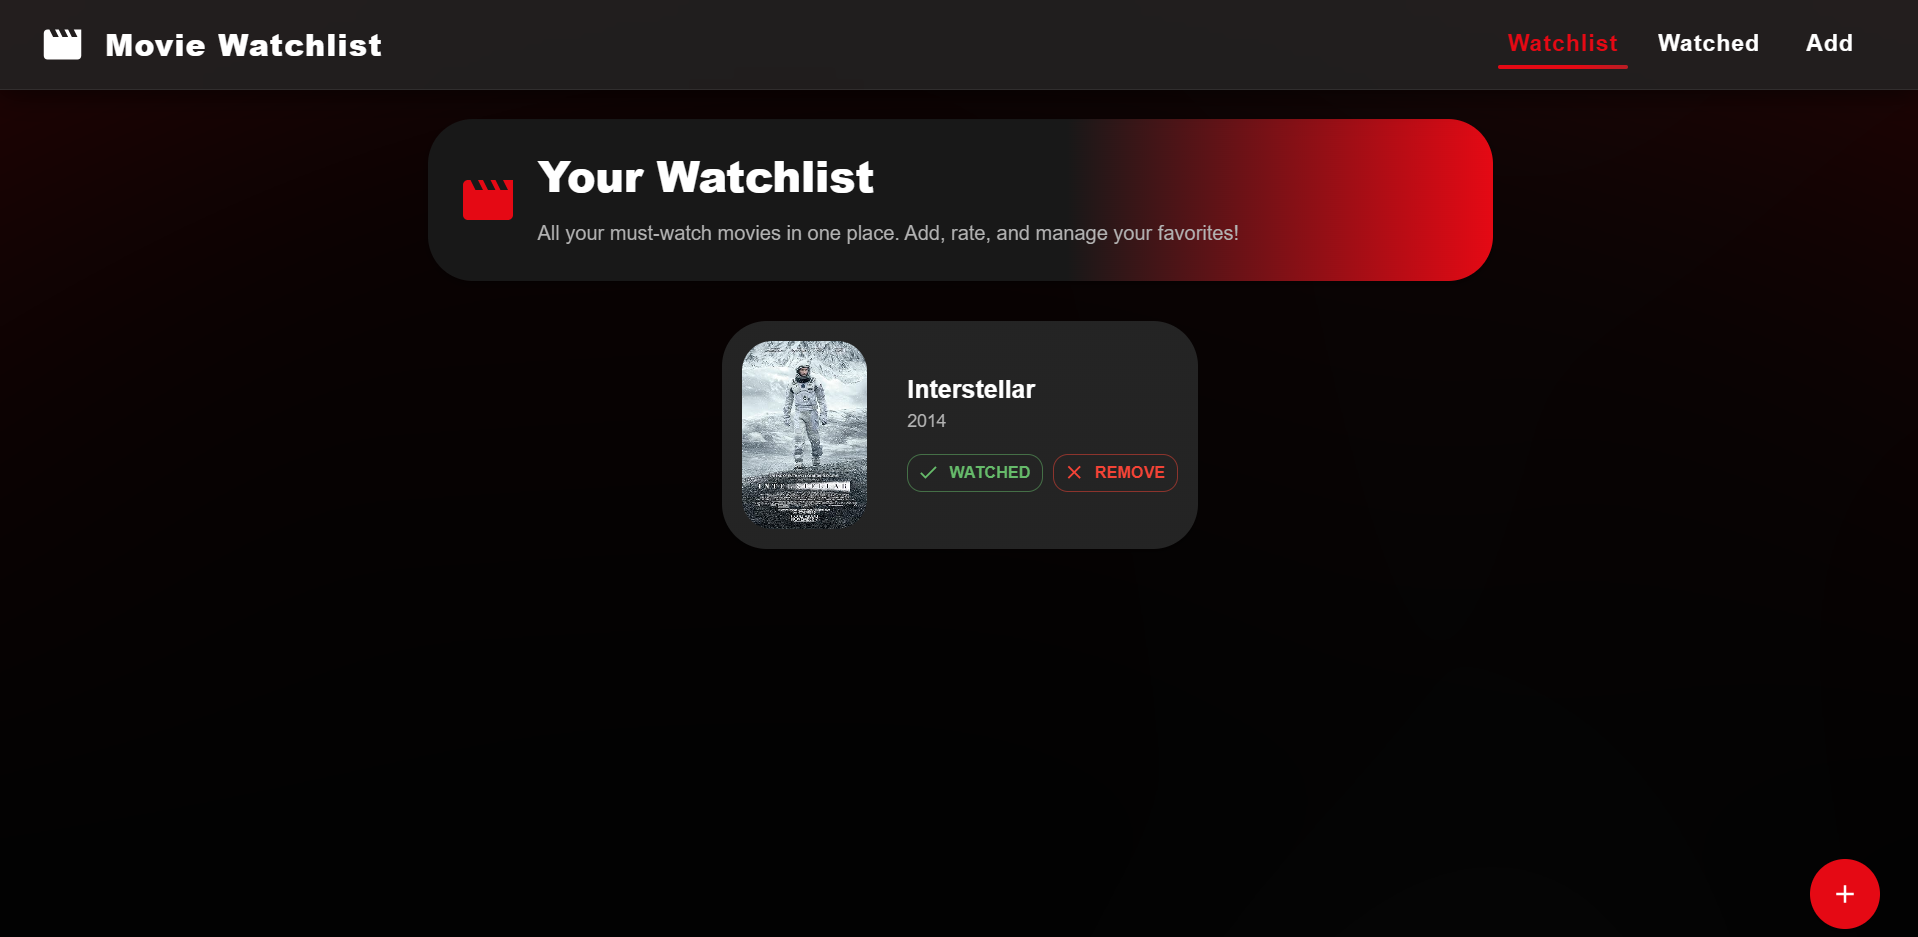 Movie Watchlist
Watchlist
Watched
Add
Your Watchlist
All your must-watch movies in one place. Add, rate, and manage your favorites!
INTERSTELLAR
Interstellar
2014
WATCHED
REMOVE
+